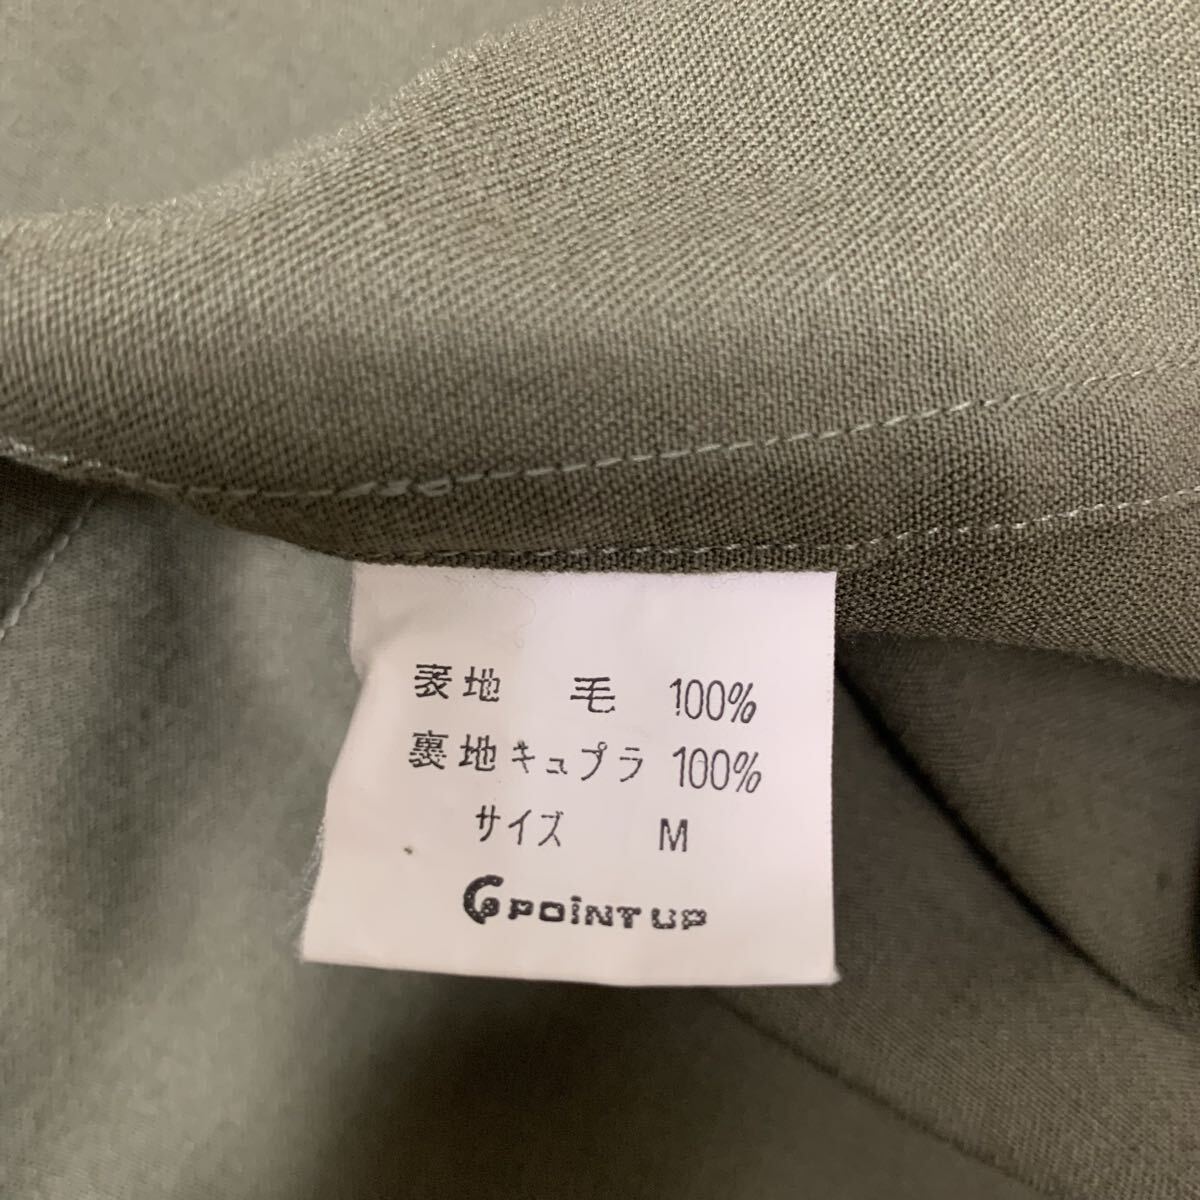 表地 毛 100%
裏地キュプラ 100%
サイズ M
POINT UP